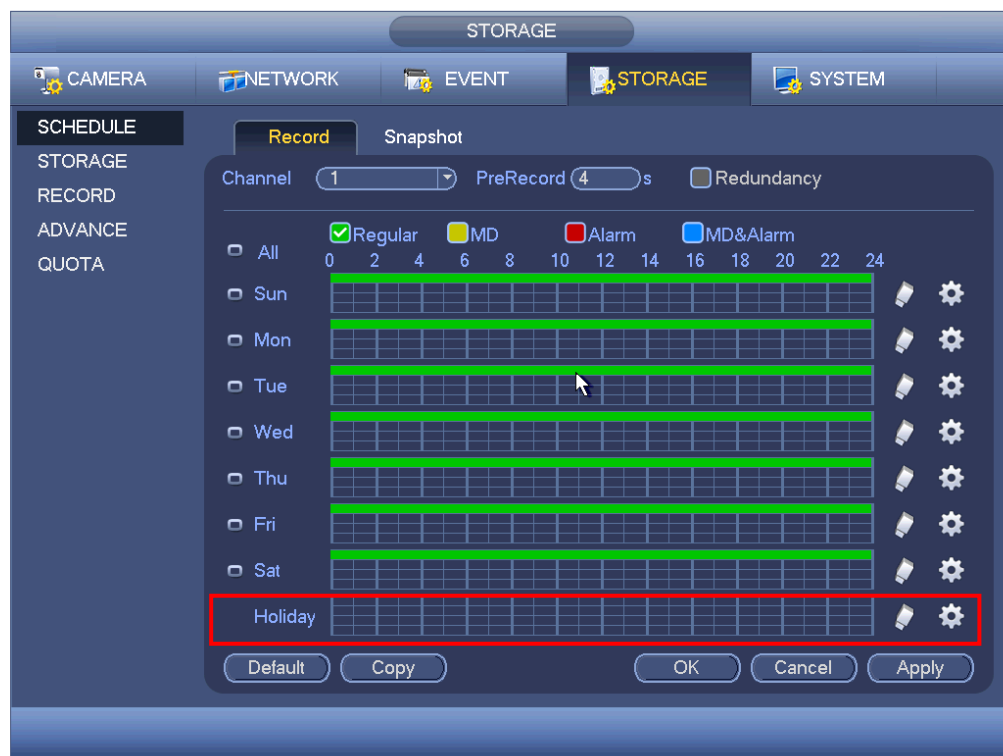 STORAGE
CAMERA NETWORK EVENT STORAGE SYSTEM
SCHEDULE
STORAGE
RECORD
ADVANCE
QUOTA
Record Snapshot
Channel 1 PreRecord 4 s Redundancy
All Regular MD Alarm MD&Alarm
0 2 4 6 8 10 12 14 16 18 20 22 24
Sun
Mon
Tue
Wed
Thu
Fri
Sat
Holiday
Default Copy OK Cancel Apply